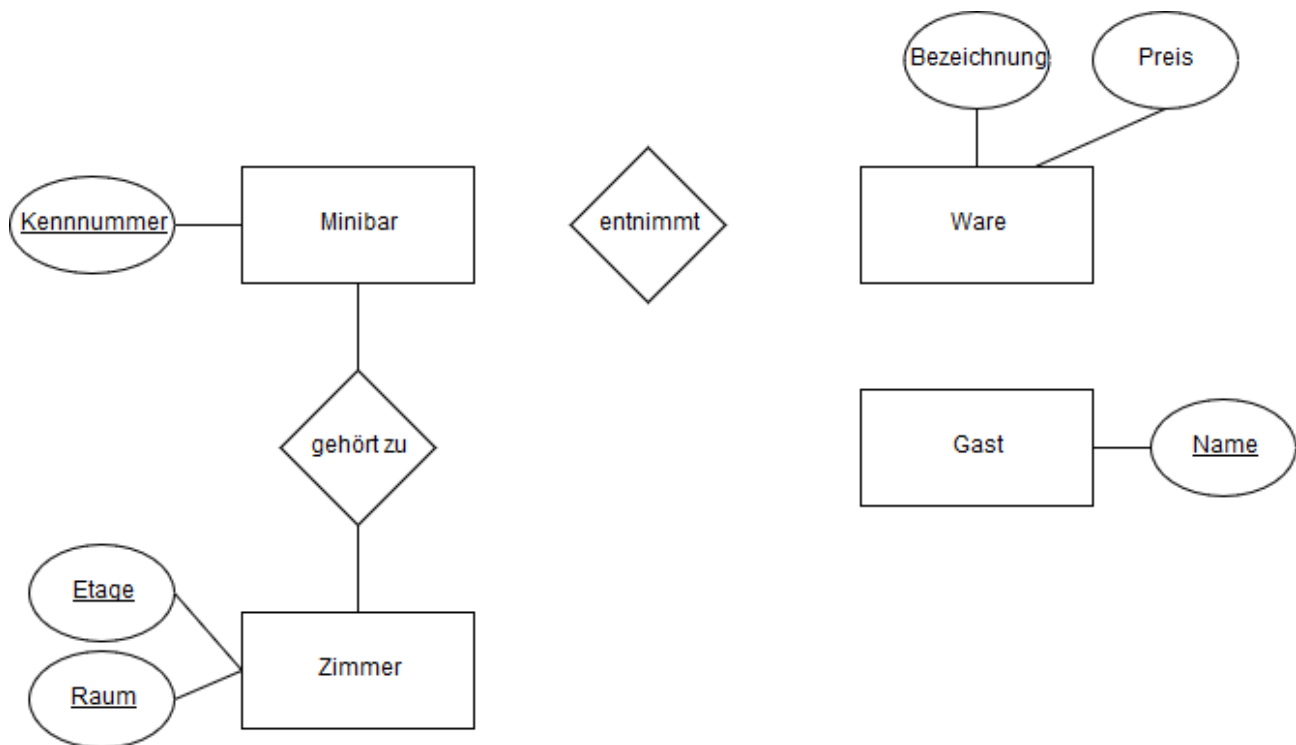 Bezeichnung
Preis
Kennnummer
Minibar
entnimmt
Ware
gehört zu
Gast
Name
Etage
Zimmer
Raum